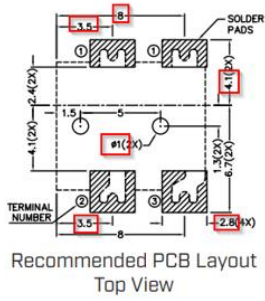 8
SOLDER
PADS
3.5
① ①
2.4(2X)
4.1(2X)
1.5 5
ø1(2X)
4.1(2X)
1.3(2X)
6.7(2X)
TERMINAL
NUMBER
② ③
3.5
2.8(4X)
8
Recommended PCB Layout
Top View